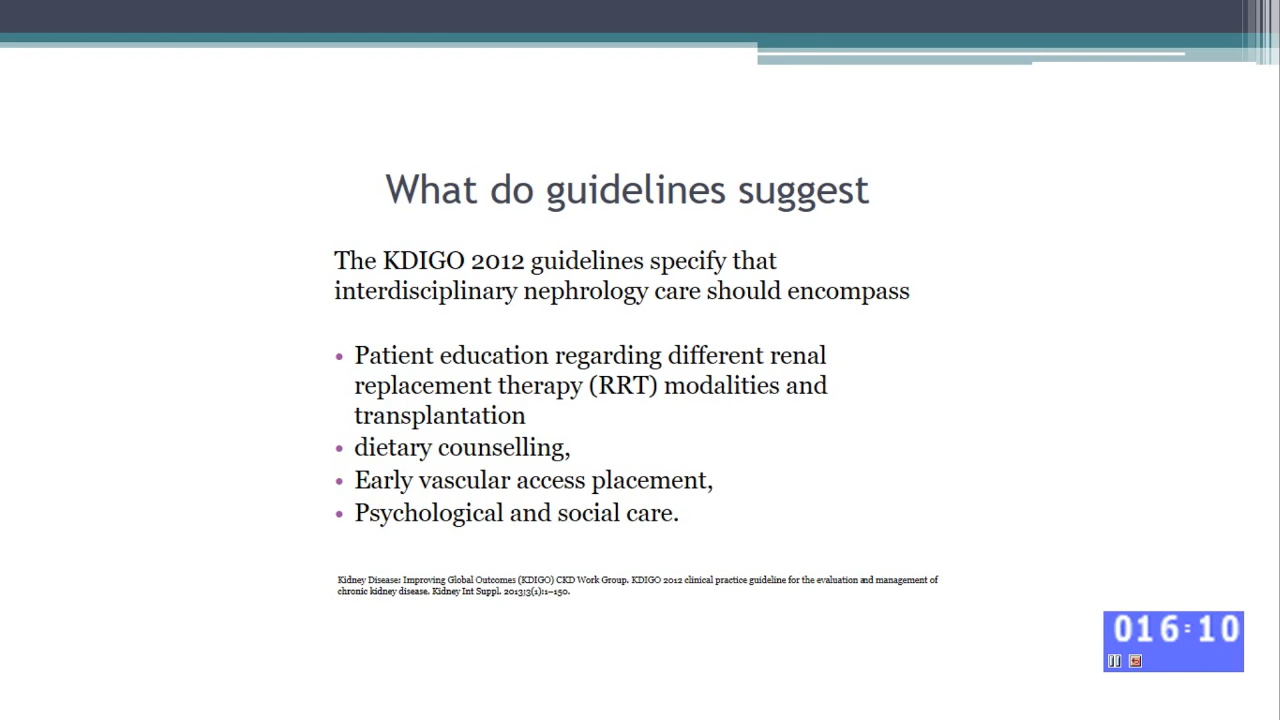 What do guidelines suggest
The KDIGO 2012 guidelines specify that
interdisciplinary nephrology care should encompass
• Patient education regarding different renal
replacement therapy (RRT) modalities and
transplantation
• dietary counselling,
• Early vascular access placement,
• Psychological and social care.
Kidney Disease: Improving Global Outcomes (KDIGO) CKD Work Group. KDIGO 2012 clinical practice guideline for the evaluation and management of
chronic kidney disease. Kidney Int Suppl. 2013;3(1):1–150.
016:10